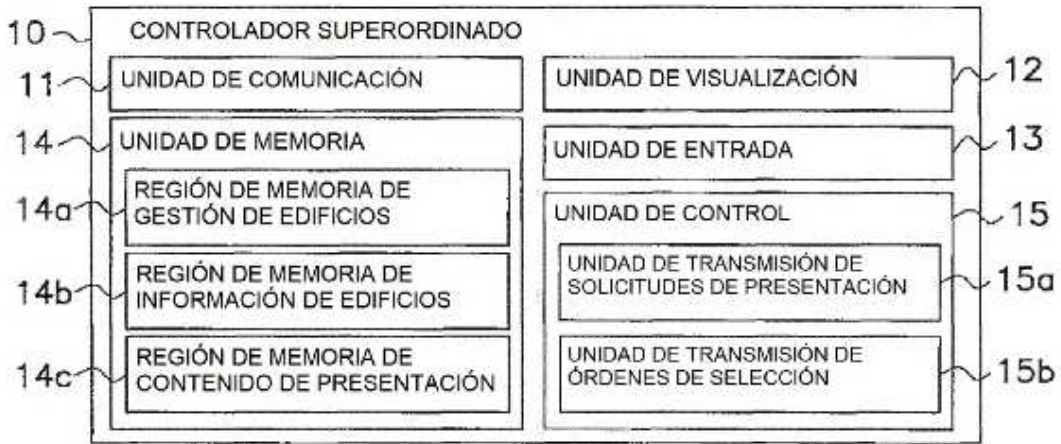 10
CONTROLADOR SUPERORDINADO
11
UNIDAD DE COMUNICACIÓN
UNIDAD DE VISUALIZACIÓN
12
14
UNIDAD DE MEMORIA
UNIDAD DE ENTRADA
13
14a
REGIÓN DE MEMORIA DE
GESTIÓN DE EDIFICIOS
UNIDAD DE CONTROL
15
14b
REGIÓN DE MEMORIA DE
INFORMACIÓN DE EDIFICIOS
UNIDAD DE TRANSMISIÓN DE
SOLICITUDES DE PRESENTACIÓN
15a
14c
REGIÓN DE MEMORIA DE
CONTENIDO DE PRESENTACIÓN
UNIDAD DE TRANSMISIÓN DE
ÓRDENES DE SELECCIÓN
15b